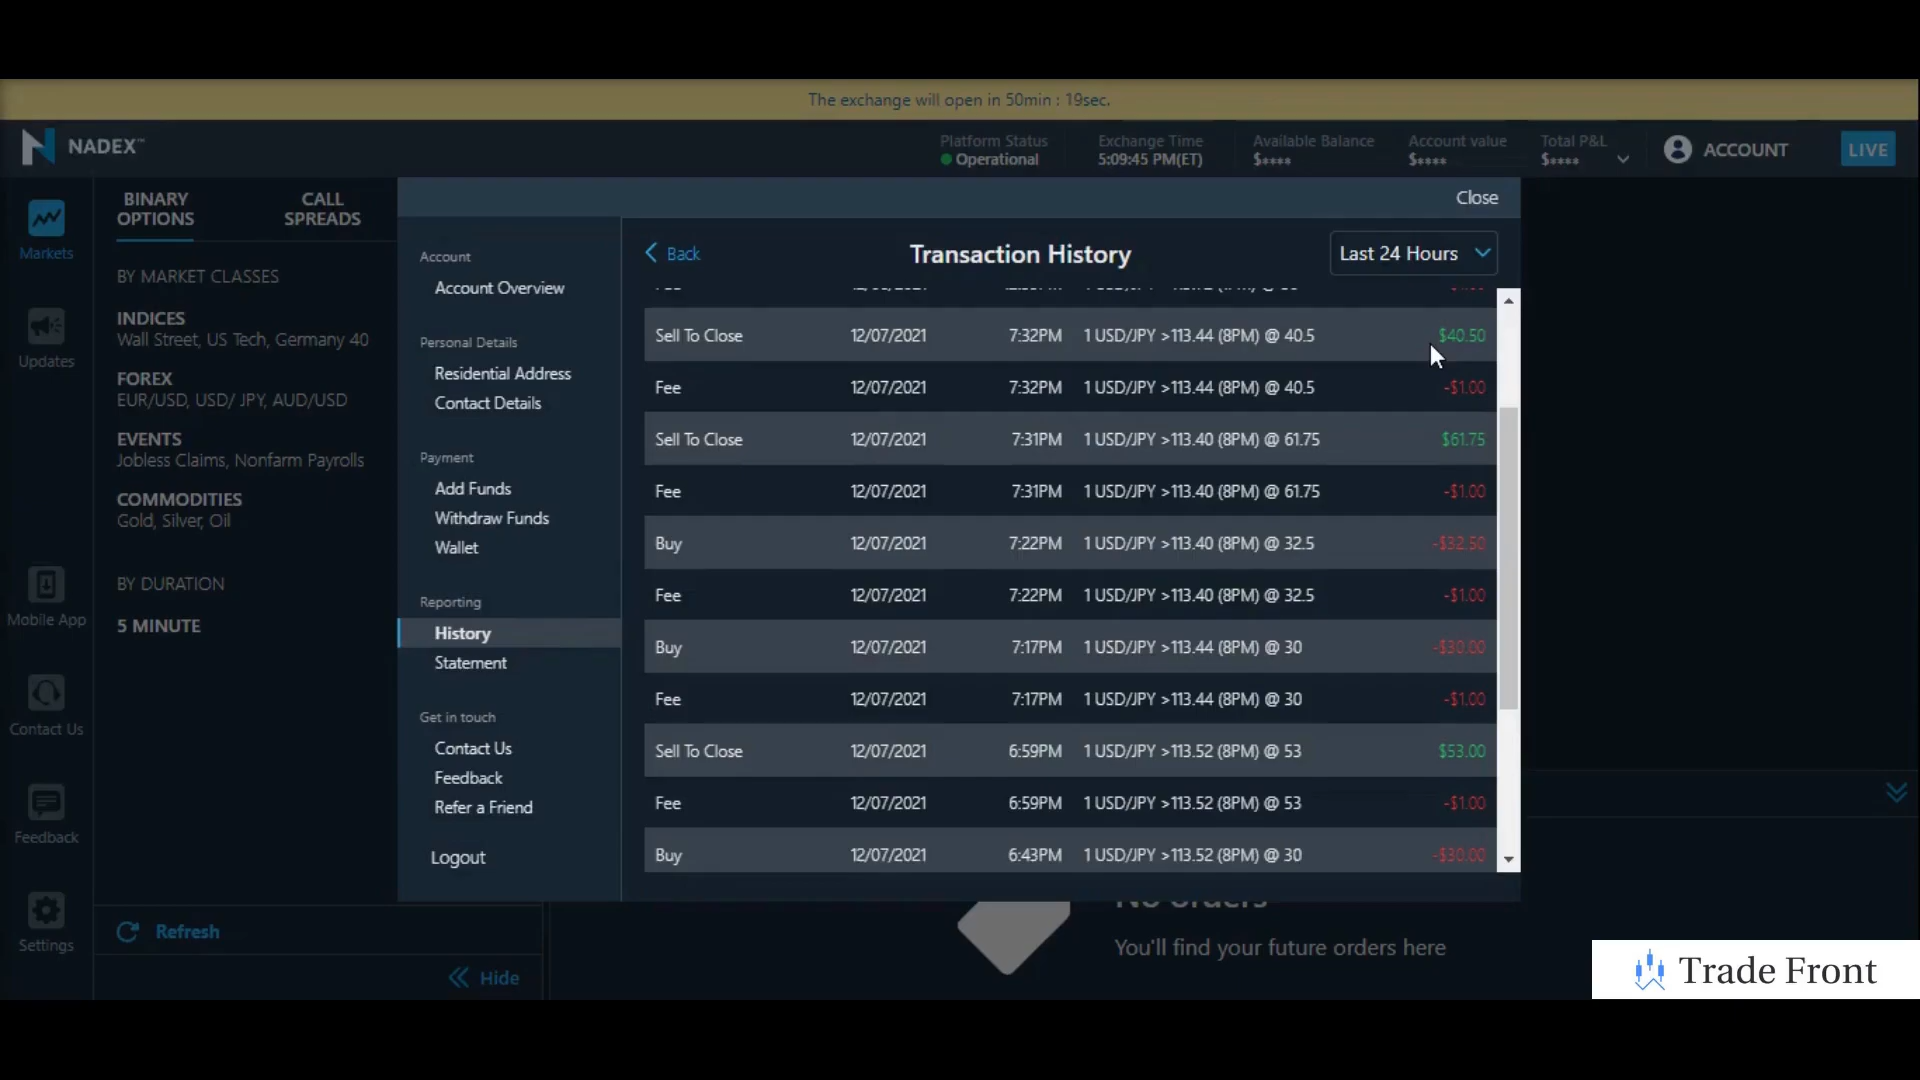 The exchange will open in 50min : 19sec.
NADEX™
Platform Status
Operational
Exchange Time
5:09:45 PM(ET)
Available Balance
$****
Account value
$****
Total P&L
$****
ACCOUNT
LIVE
Markets
Updates
Mobile App
Contact Us
Feedback
Settings
BINARY
OPTIONS
CALL
SPREADS
BY MARKET CLASSES
INDICES
Wall Street, US Tech, Germany 40
FOREX
EUR/USD, USD/ JPY, AUD/USD
EVENTS
Jobless Claims, Nonfarm Payrolls
COMMODITIES
Gold, Silver, Oil
BY DURATION
5 MINUTE
Refresh
Hide
Close
Account
Account Overview
Personal Details
Residential Address
Contact Details
Payment
Add Funds
Withdraw Funds
Wallet
Reporting
History
Statement
Get in touch
Contact Us
Feedback
Refer a Friend
Logout
Back
Transaction History
Last 24 Hours
Sell To Close 12/07/2021 7:32PM 1 USD/JPY >113.44 (8PM) @ 40.5 $40.50
Fee 12/07/2021 7:32PM 1 USD/JPY >113.44 (8PM) @ 40.5 -$1.00
Sell To Close 12/07/2021 7:31PM 1 USD/JPY >113.40 (8PM) @ 61.75 $61.75
Fee 12/07/2021 7:31PM 1 USD/JPY >113.40 (8PM) @ 61.75 -$1.00
Buy 12/07/2021 7:22PM 1 USD/JPY >113.40 (8PM) @ 32.5 -$32.50
Fee 12/07/2021 7:22PM 1 USD/JPY >113.40 (8PM) @ 32.5 -$1.00
Buy 12/07/2021 7:17PM 1 USD/JPY >113.44 (8PM) @ 30 -$30.00
Fee 12/07/2021 7:17PM 1 USD/JPY >113.44 (8PM) @ 30 -$1.00
Sell To Close 12/07/2021 6:59PM 1 USD/JPY >113.52 (8PM) @ 53 $53.00
Fee 12/07/2021 6:59PM 1 USD/JPY >113.52 (8PM) @ 53 -$1.00
Buy 12/07/2021 6:43PM 1 USD/JPY >113.52 (8PM) @ 30 -$30.00
No orders
You'll find your future orders here
Trade Front